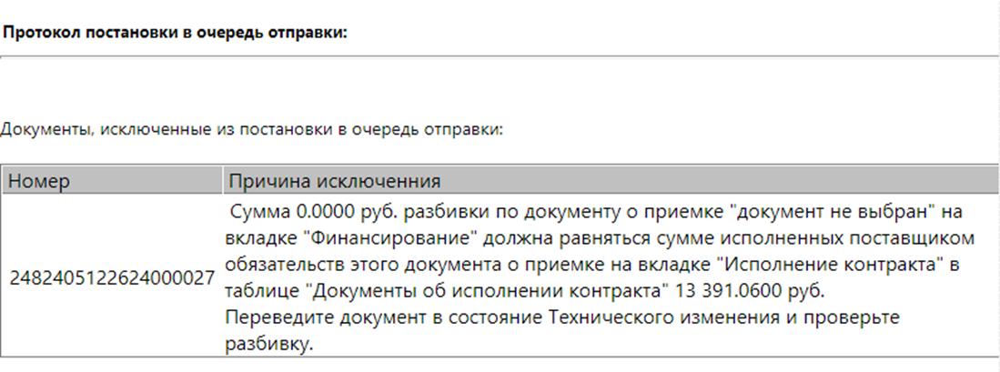 Протокол постановки в очередь отправки:
Документы, исключенные из постановки в очередь отправки:
Номер Причина исключенния
2482405122624000027
Сумма 0.0000 руб. разбивки по документу о приемке "документ не выбран" на
вкладке "Финансирование" должна равняться сумме исполненных поставщиком
обязательств этого документа о приемке на вкладке "Исполнение контракта" в
таблице "Документы об исполнении контракта" 13 391.0600 руб.
Переведите документ в состояние Технического изменения и проверьте
разбивку.